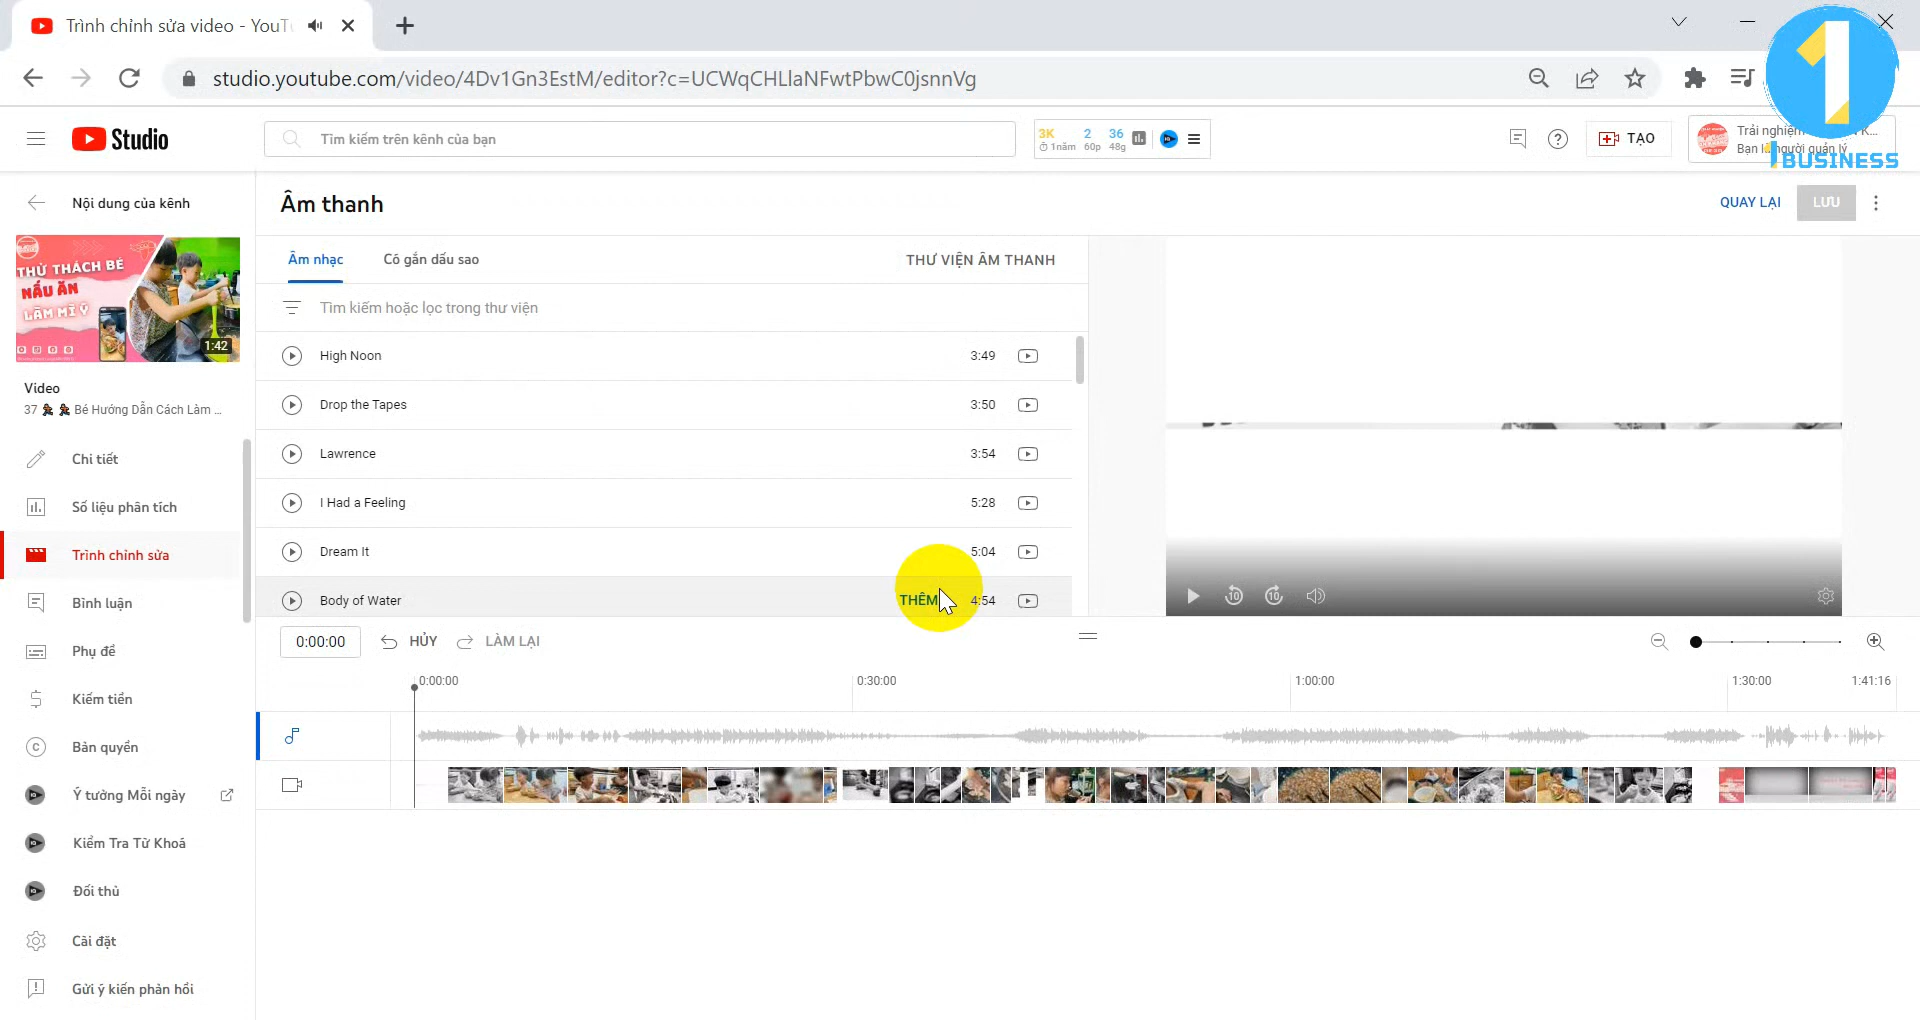 Trình chỉnh sửa video - YouT
studio.youtube.com/video/4Dv1Gn3EstM/editor?c=UCWqCHLlaNFwtPbwC0jsnnVg
Studio
Tìm kiếm trên kênh của bạn
3K 2 36
1năm 60p 48g
TẠO
Trải nghiệm
Bạn là người quản lý
1BUSINESS
Nội dung của kênh
Âm thanh
QUAY LẠI
LƯU
THỬ THÁCH BÉ
NẤU ĂN
LÀM MÌ Ý
1:42
Video
37 Bé Hướng Dẫn Cách Làm ...
Chi tiết
Số liệu phân tích
Trình chỉnh sửa
Bình luận
Phụ đề
Kiếm tiền
Bản quyền
Ý tưởng Mỗi ngày
Kiểm Tra Từ Khoá
Đối thủ
Cài đặt
Gửi ý kiến phản hồi
Âm nhạc
Có gắn dấu sao
THƯ VIỆN ÂM THANH
Tìm kiếm hoặc lọc trong thư viện
High Noon 3:49
Drop the Tapes 3:50
Lawrence 3:54
I Had a Feeling 5:28
Dream It 5:04
Body of Water THÊM 4:54
0:00:00 HỦY LÀM LẠI
0:00:00 0:30:00 1:00:00 1:30:00 1:41:16